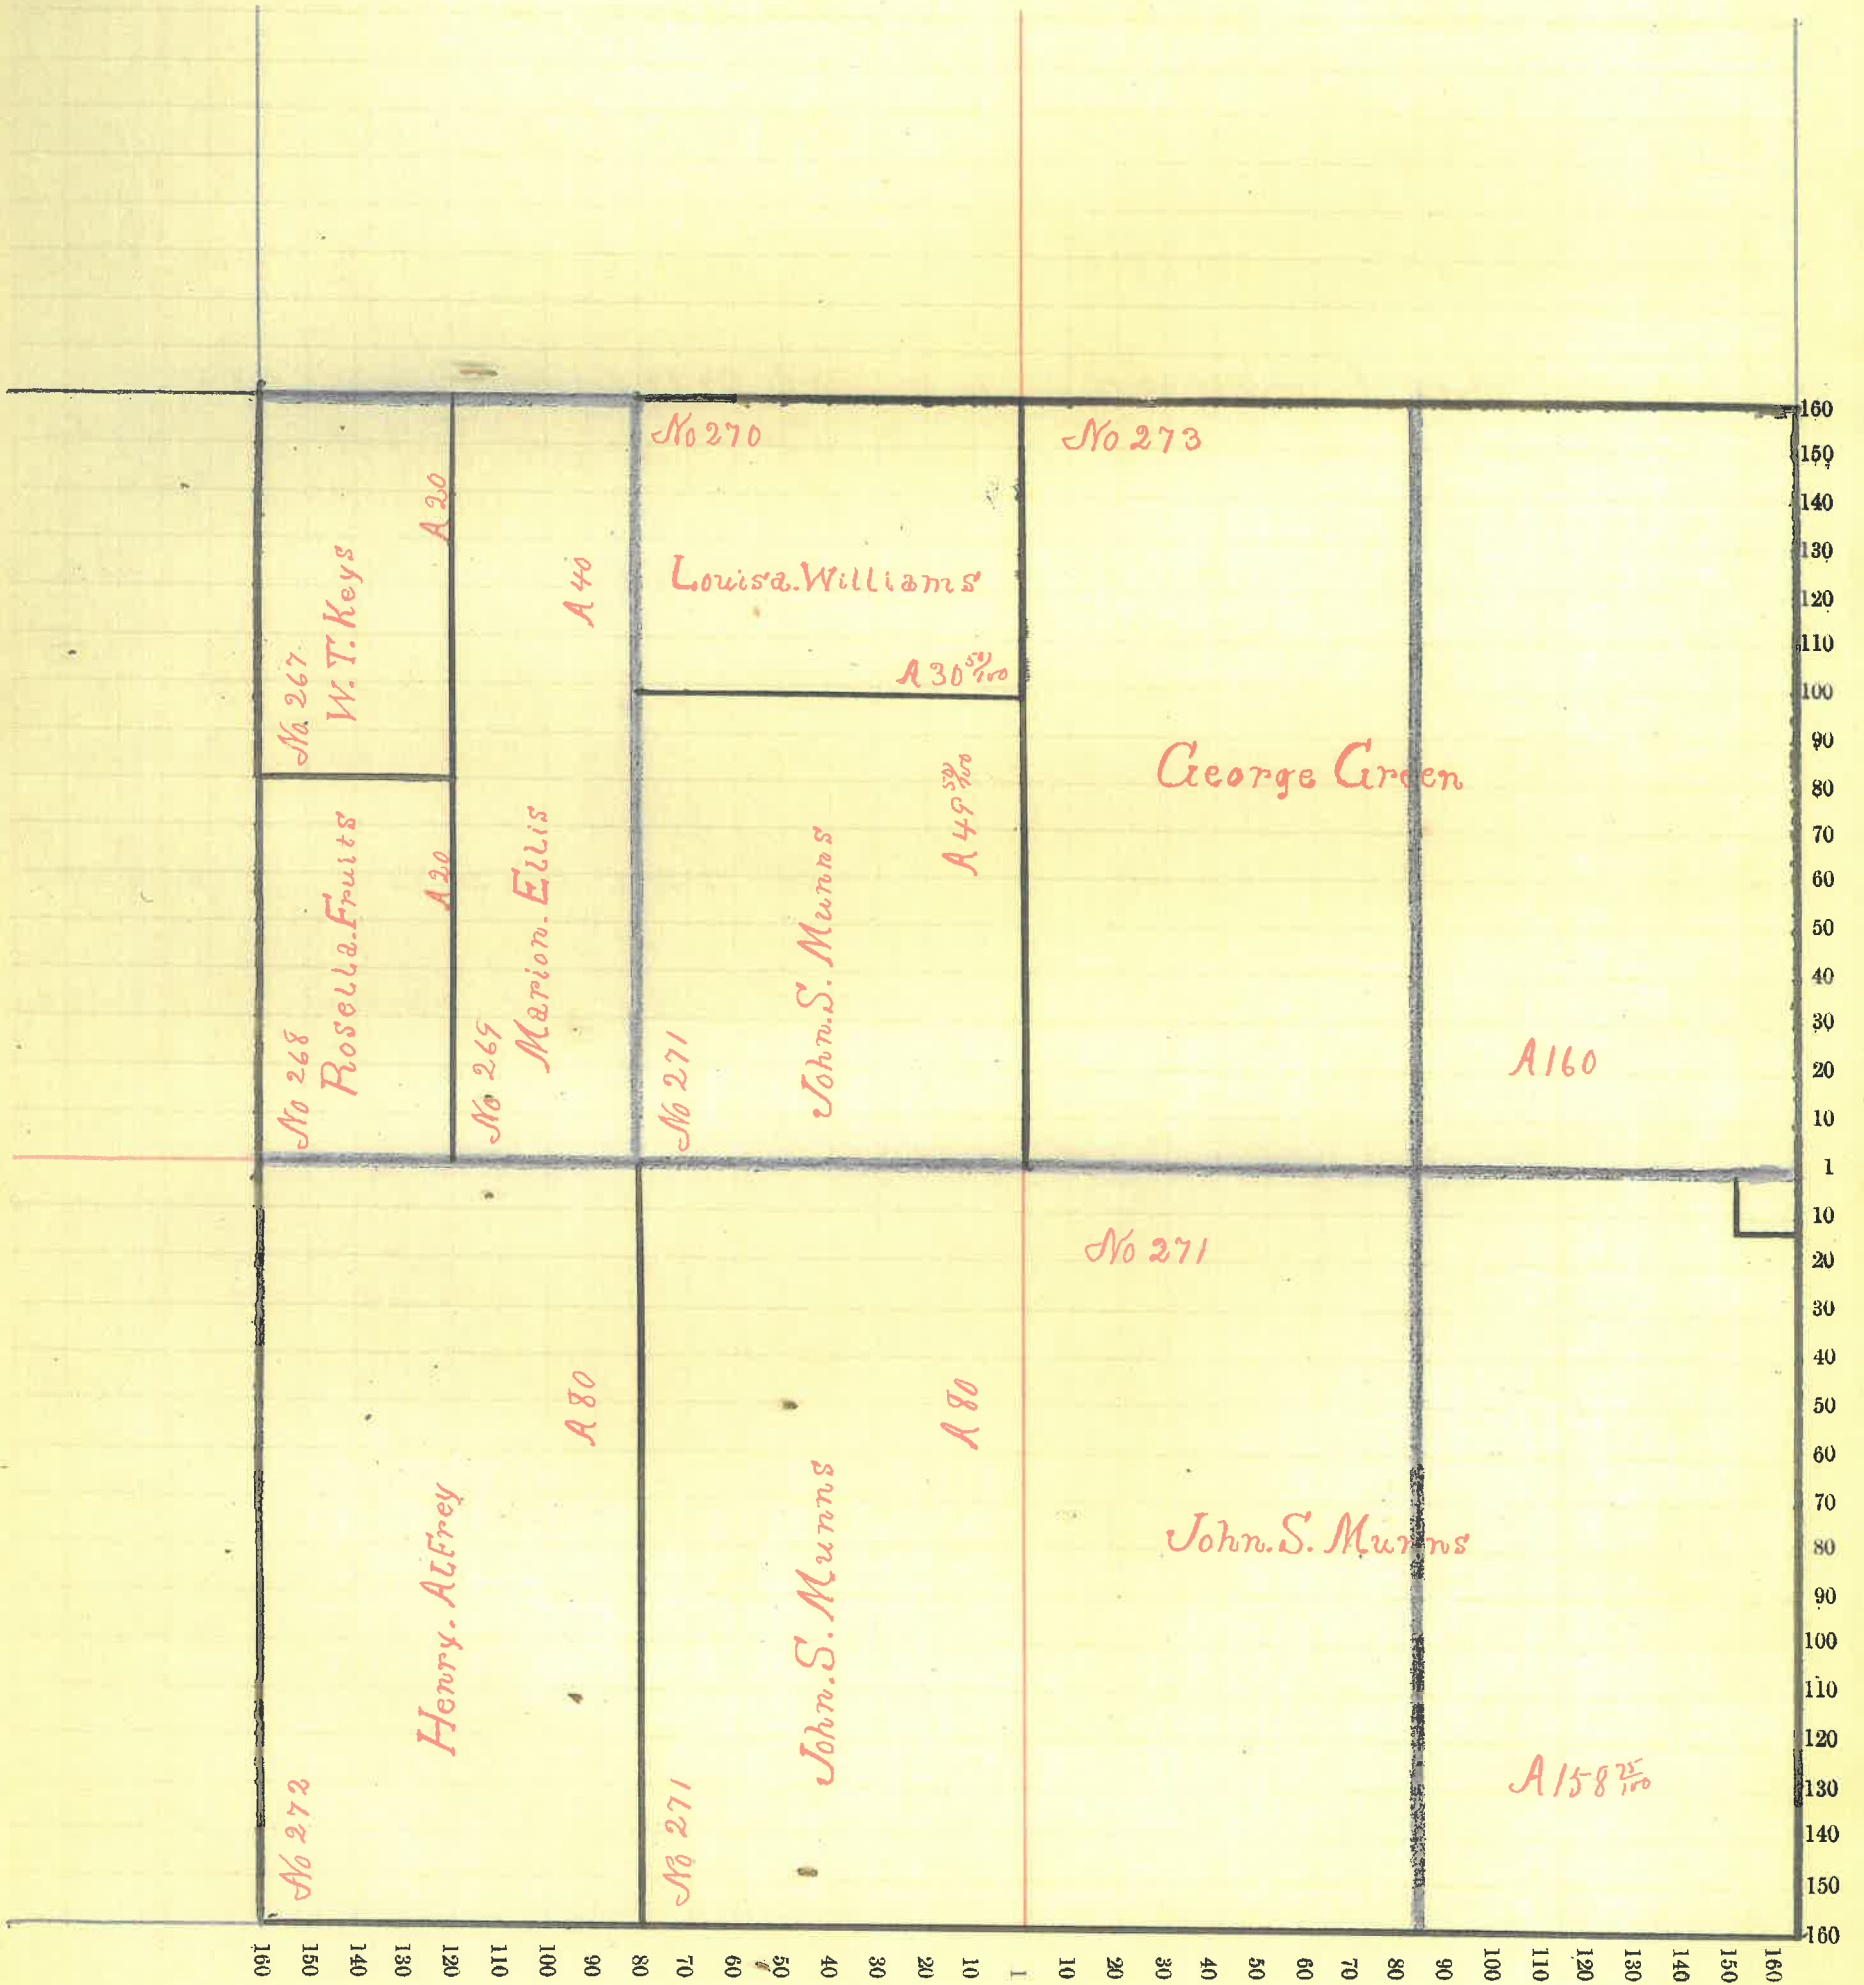 No 270
No 273
Louisa. Williams
A 30 50/100
No 267
W. T. Keys
A 20
No 268
Rosella. Fruits
A 20
No 269
Marion. Ellis
A 40
No 271
John. S. Munns
A 49 50/100
George Green
A 160
No 272
Henry. Alfrey
A 80
No 271
John. S. Munns
A 80
No 271
John. S. Munns
A 158 75/100
160
150
140
130
120
110
100
90
80
70
60
50
40
30
20
10
1
10
20
30
40
50
60
70
80
90
100
110
120
130
140
150
160
160 150 140 130 120 110 100 90 80 70 60 50 40 30 20 10 1 10 20 30 40 50 60 70 80 90 100 110 120 130 140 150 160